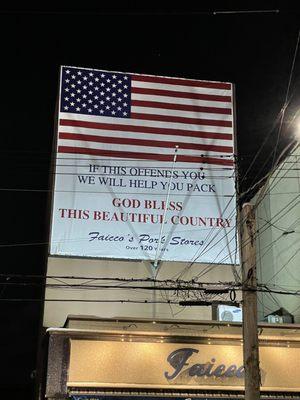 IF THIS OFFENDS YOU
WE WILL HELP YOU PACK
GOD BLESS
THIS BEAUTIFUL COUNTRY
Faicco's Pork Stores
Over 120 Years
Faicco